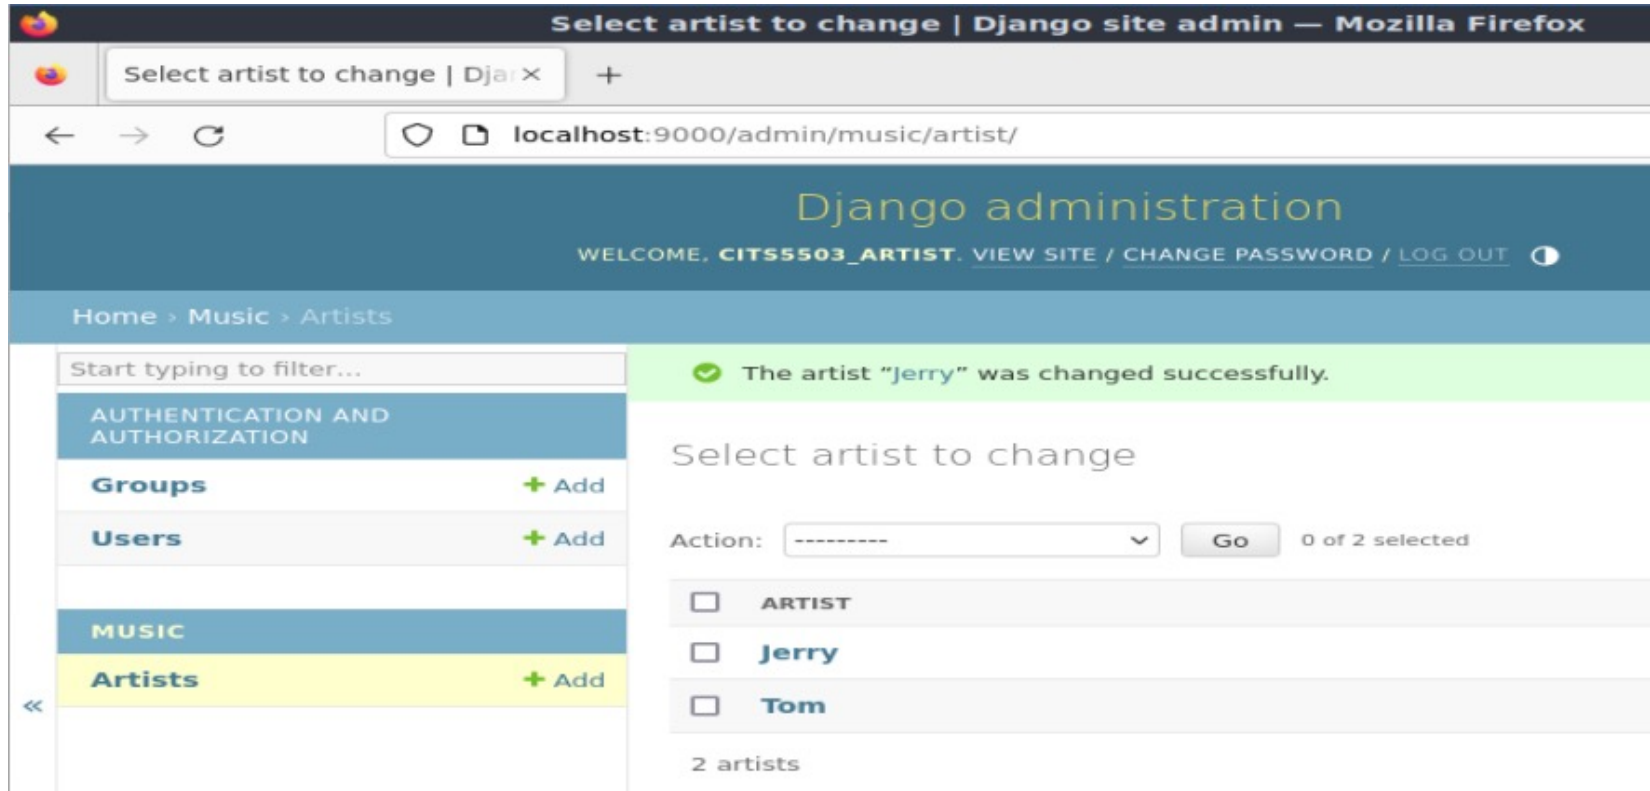 Select artist to change | Django site admin — Mozilla Firefox
Select artist to change | Dja
localhost:9000/admin/music/artist/
Django administration
WELCOME, CITS5503_ARTIST. VIEW SITE / CHANGE PASSWORD / LOG OUT
Home › Music › Artists
Start typing to filter...
AUTHENTICATION AND
AUTHORIZATION
Groups + Add
Users + Add
MUSIC
Artists + Add
«
The artist “Jerry” was changed successfully.
Select artist to change
Action: --------- Go 0 of 2 selected
ARTIST
Jerry
Tom
2 artists